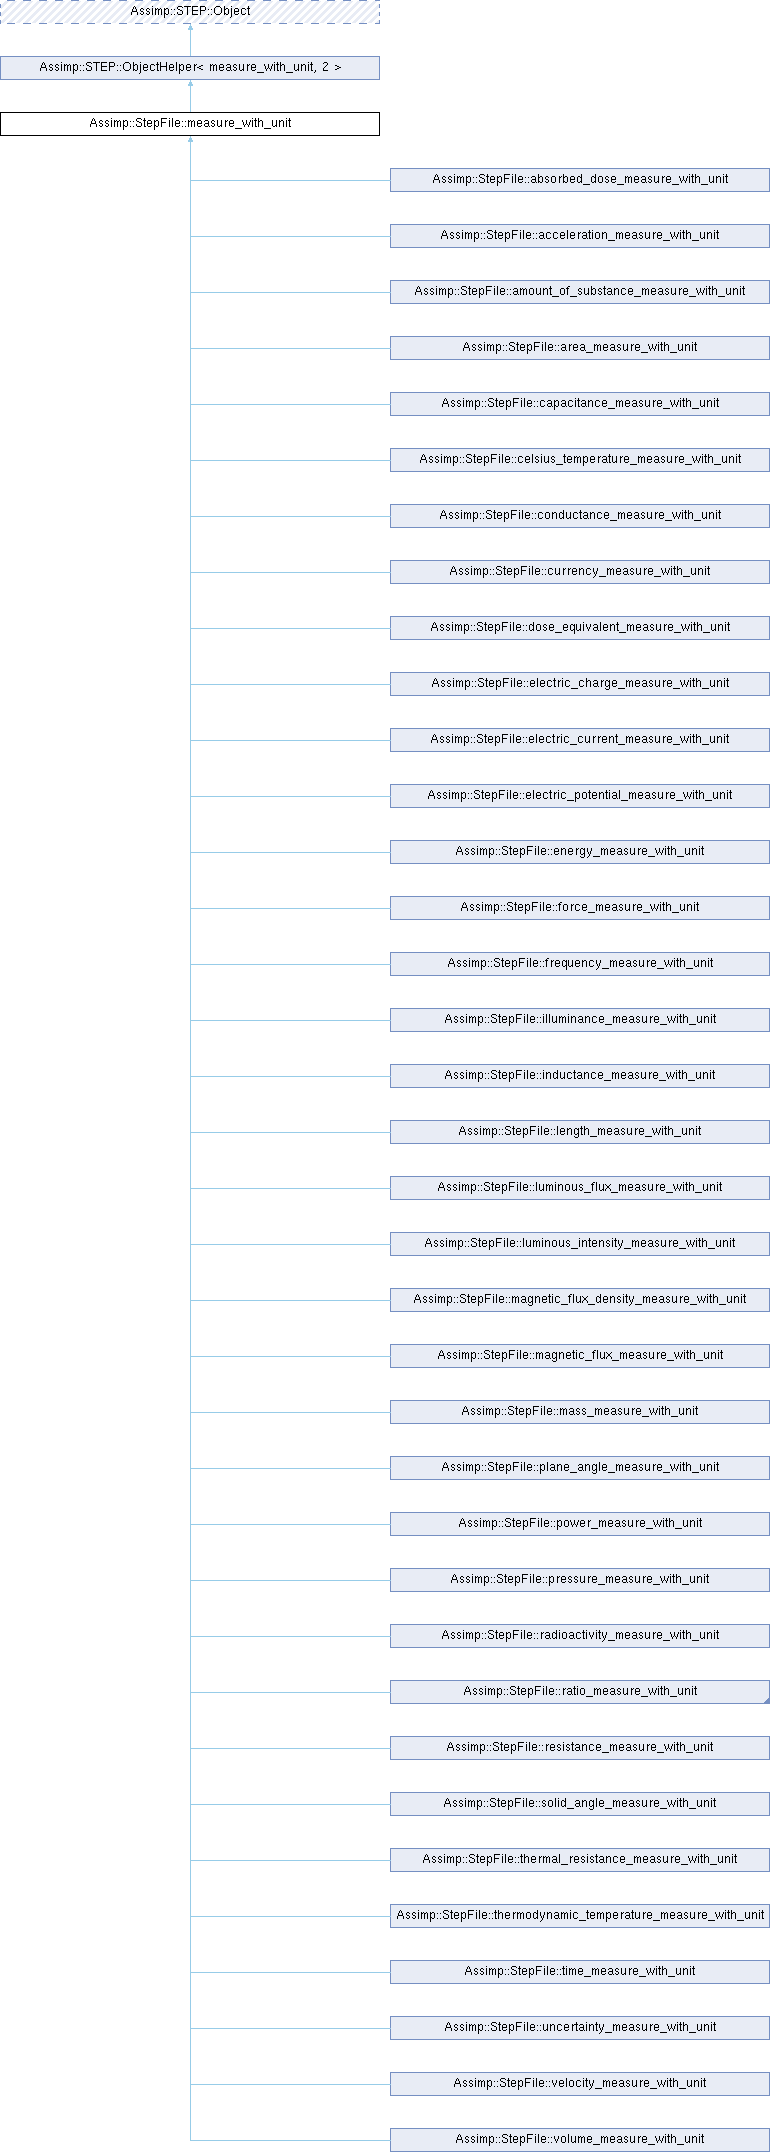 Assimp::STEP::Object
Assimp::STEP::ObjectHelper< measure_with_unit, 2 >
Assimp::StepFile::measure_with_unit
Assimp::StepFile::absorbed_dose_measure_with_unit
Assimp::StepFile::acceleration_measure_with_unit
Assimp::StepFile::amount_of_substance_measure_with_unit
Assimp::StepFile::area_measure_with_unit
Assimp::StepFile::capacitance_measure_with_unit
Assimp::StepFile::celsius_temperature_measure_with_unit
Assimp::StepFile::conductance_measure_with_unit
Assimp::StepFile::currency_measure_with_unit
Assimp::StepFile::dose_equivalent_measure_with_unit
Assimp::StepFile::electric_charge_measure_with_unit
Assimp::StepFile::electric_current_measure_with_unit
Assimp::StepFile::electric_potential_measure_with_unit
Assimp::StepFile::energy_measure_with_unit
Assimp::StepFile::force_measure_with_unit
Assimp::StepFile::frequency_measure_with_unit
Assimp::StepFile::illuminance_measure_with_unit
Assimp::StepFile::inductance_measure_with_unit
Assimp::StepFile::length_measure_with_unit
Assimp::StepFile::luminous_flux_measure_with_unit
Assimp::StepFile::luminous_intensity_measure_with_unit
Assimp::StepFile::magnetic_flux_density_measure_with_unit
Assimp::StepFile::magnetic_flux_measure_with_unit
Assimp::StepFile::mass_measure_with_unit
Assimp::StepFile::plane_angle_measure_with_unit
Assimp::StepFile::power_measure_with_unit
Assimp::StepFile::pressure_measure_with_unit
Assimp::StepFile::radioactivity_measure_with_unit
Assimp::StepFile::ratio_measure_with_unit
Assimp::StepFile::resistance_measure_with_unit
Assimp::StepFile::solid_angle_measure_with_unit
Assimp::StepFile::thermal_resistance_measure_with_unit
Assimp::StepFile::thermodynamic_temperature_measure_with_unit
Assimp::StepFile::time_measure_with_unit
Assimp::StepFile::uncertainty_measure_with_unit
Assimp::StepFile::velocity_measure_with_unit
Assimp::StepFile::volume_measure_with_unit